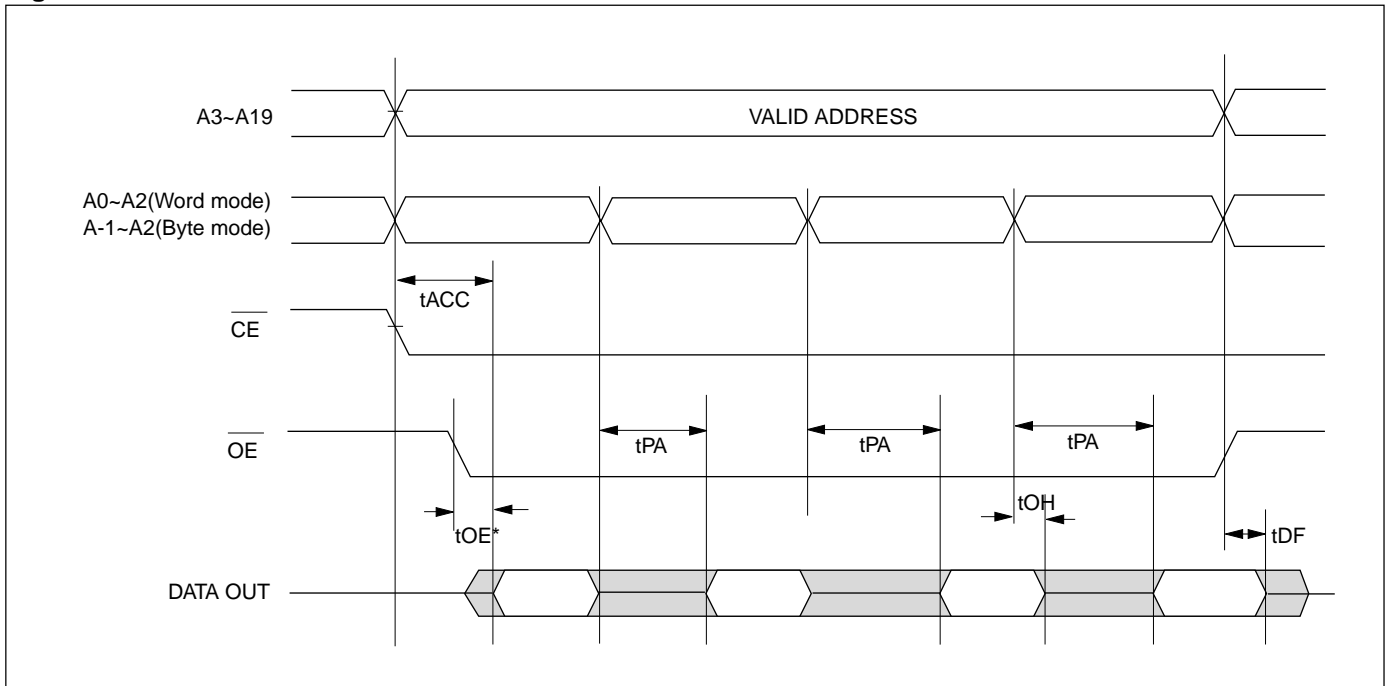 A3~A19
VALID ADDRESS
A0~A2(Word mode)
A-1~A2(Byte mode)
tACC
CE
OE
tPA
tPA
tPA
tOH
tOE*
tDF
DATA OUT